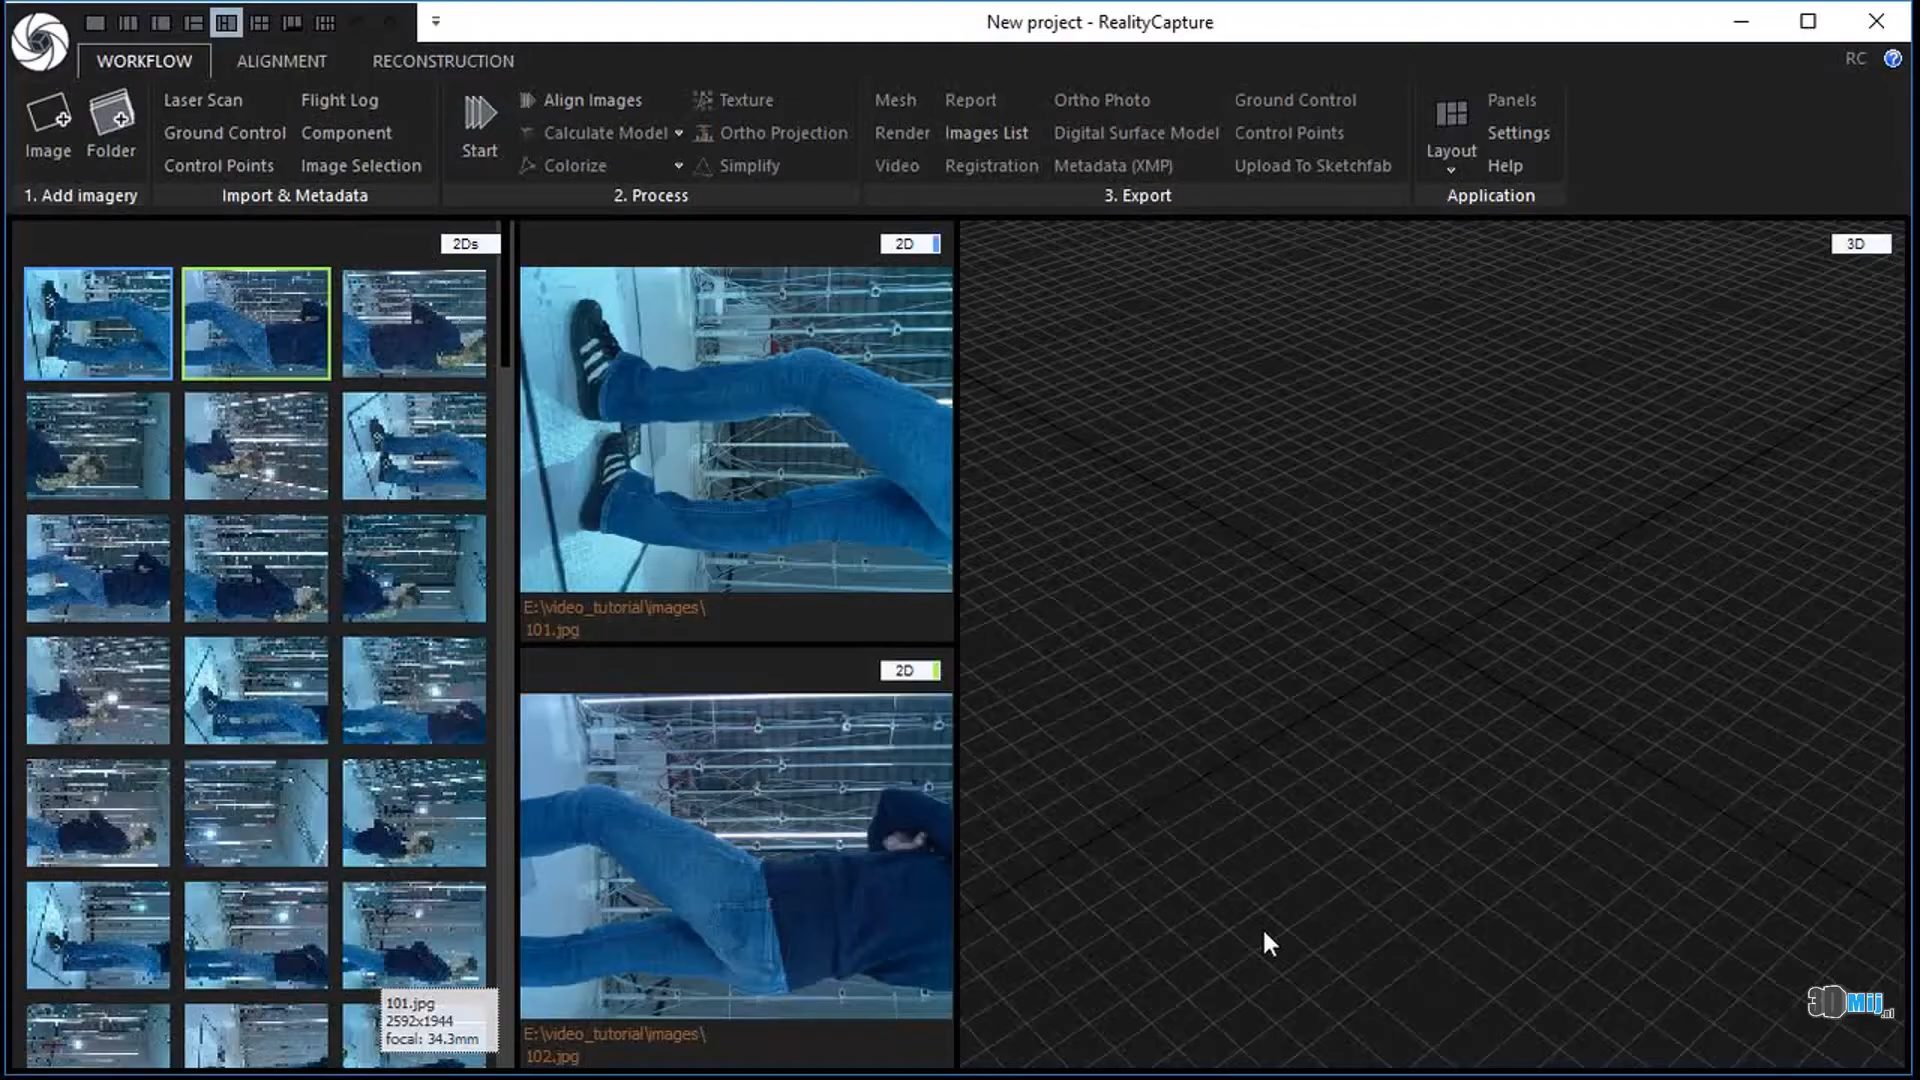 New project - RealityCapture
WORKFLOW ALIGNMENT RECONSTRUCTION RC ?
Laser Scan Flight Log Align Images Texture Mesh Report Ortho Photo Ground Control Panels
Ground Control Component Calculate Model Ortho Projection Render Images List Digital Surface Model Control Points Settings
Image Folder Start Layout
Control Points Image Selection Colorize Simplify Video Registration Metadata (XMP) Upload To Sketchfab Help
1. Add imagery Import & Metadata 2. Process 3. Export Application
2Ds 2D 3D
E:\video_tutorial\images\
101.jpg
2D
101.jpg
2592x1944
focal: 34.3mm
E:\video_tutorial\images\
102.jpg
3DMij.nl